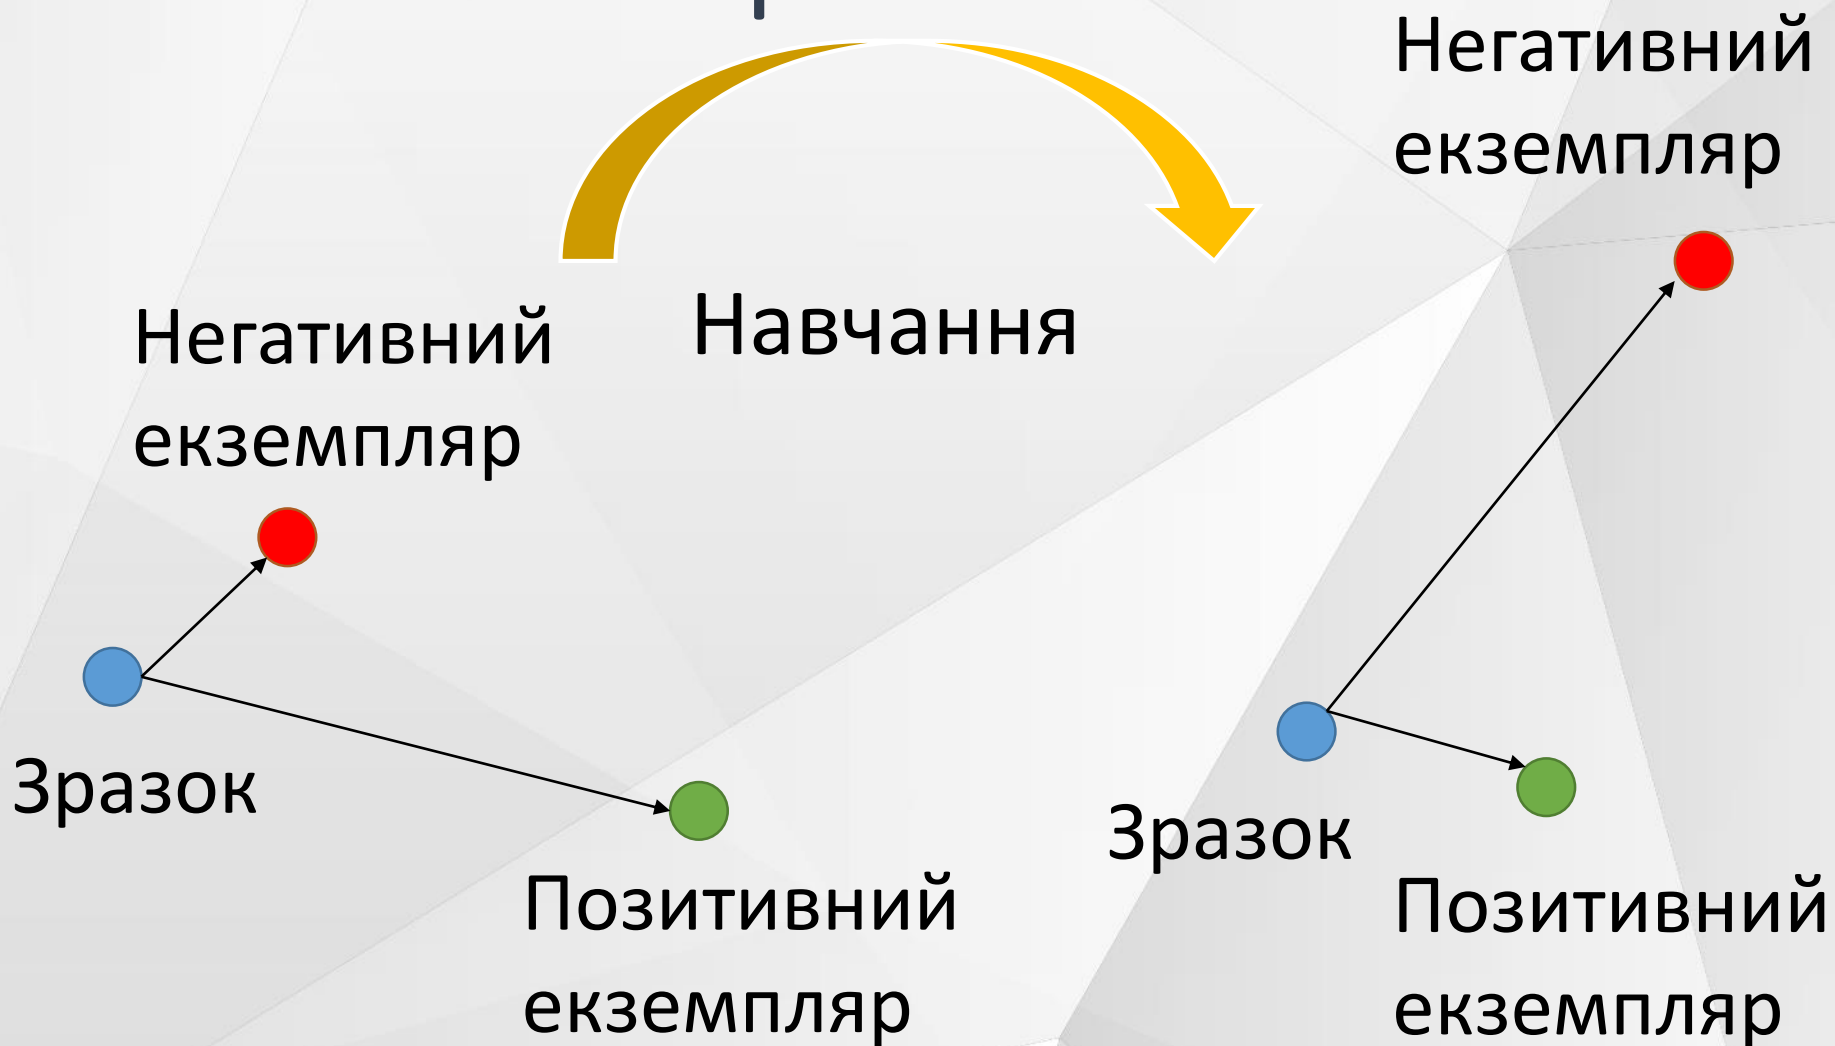 Негативний
екземпляр
Навчання
Негативний
екземпляр
Зразок
Позитивний
екземпляр
Зразок
Позитивний
екземпляр